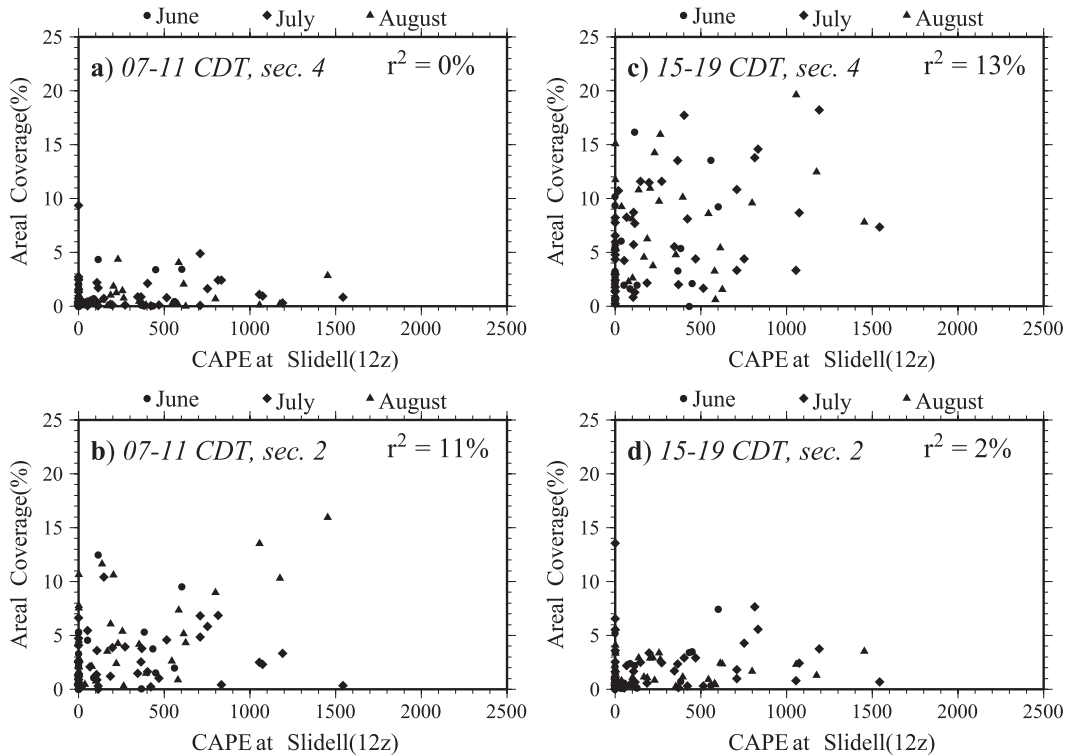 June July August
25
20
15
10
5
0
Areal Coverage(%)
a) 07-11 CDT, sec. 4 r² = 0%
0 500 1000 1500 2000 2500
CAPE at Slidell(12z)
June July August
25
20
15
10
5
0
Areal Coverage(%)
c) 15-19 CDT, sec. 4 r² = 13%
0 500 1000 1500 2000 2500
CAPE at Slidell(12z)
June July August
25
20
15
10
5
0
Areal Coverage(%)
b) 07-11 CDT, sec. 2 r² = 11%
0 500 1000 1500 2000 2500
CAPE at Slidell(12z)
June July August
25
20
15
10
5
0
Areal Coverage(%)
d) 15-19 CDT, sec. 2 r² = 2%
0 500 1000 1500 2000 2500
CAPE at Slidell(12z)